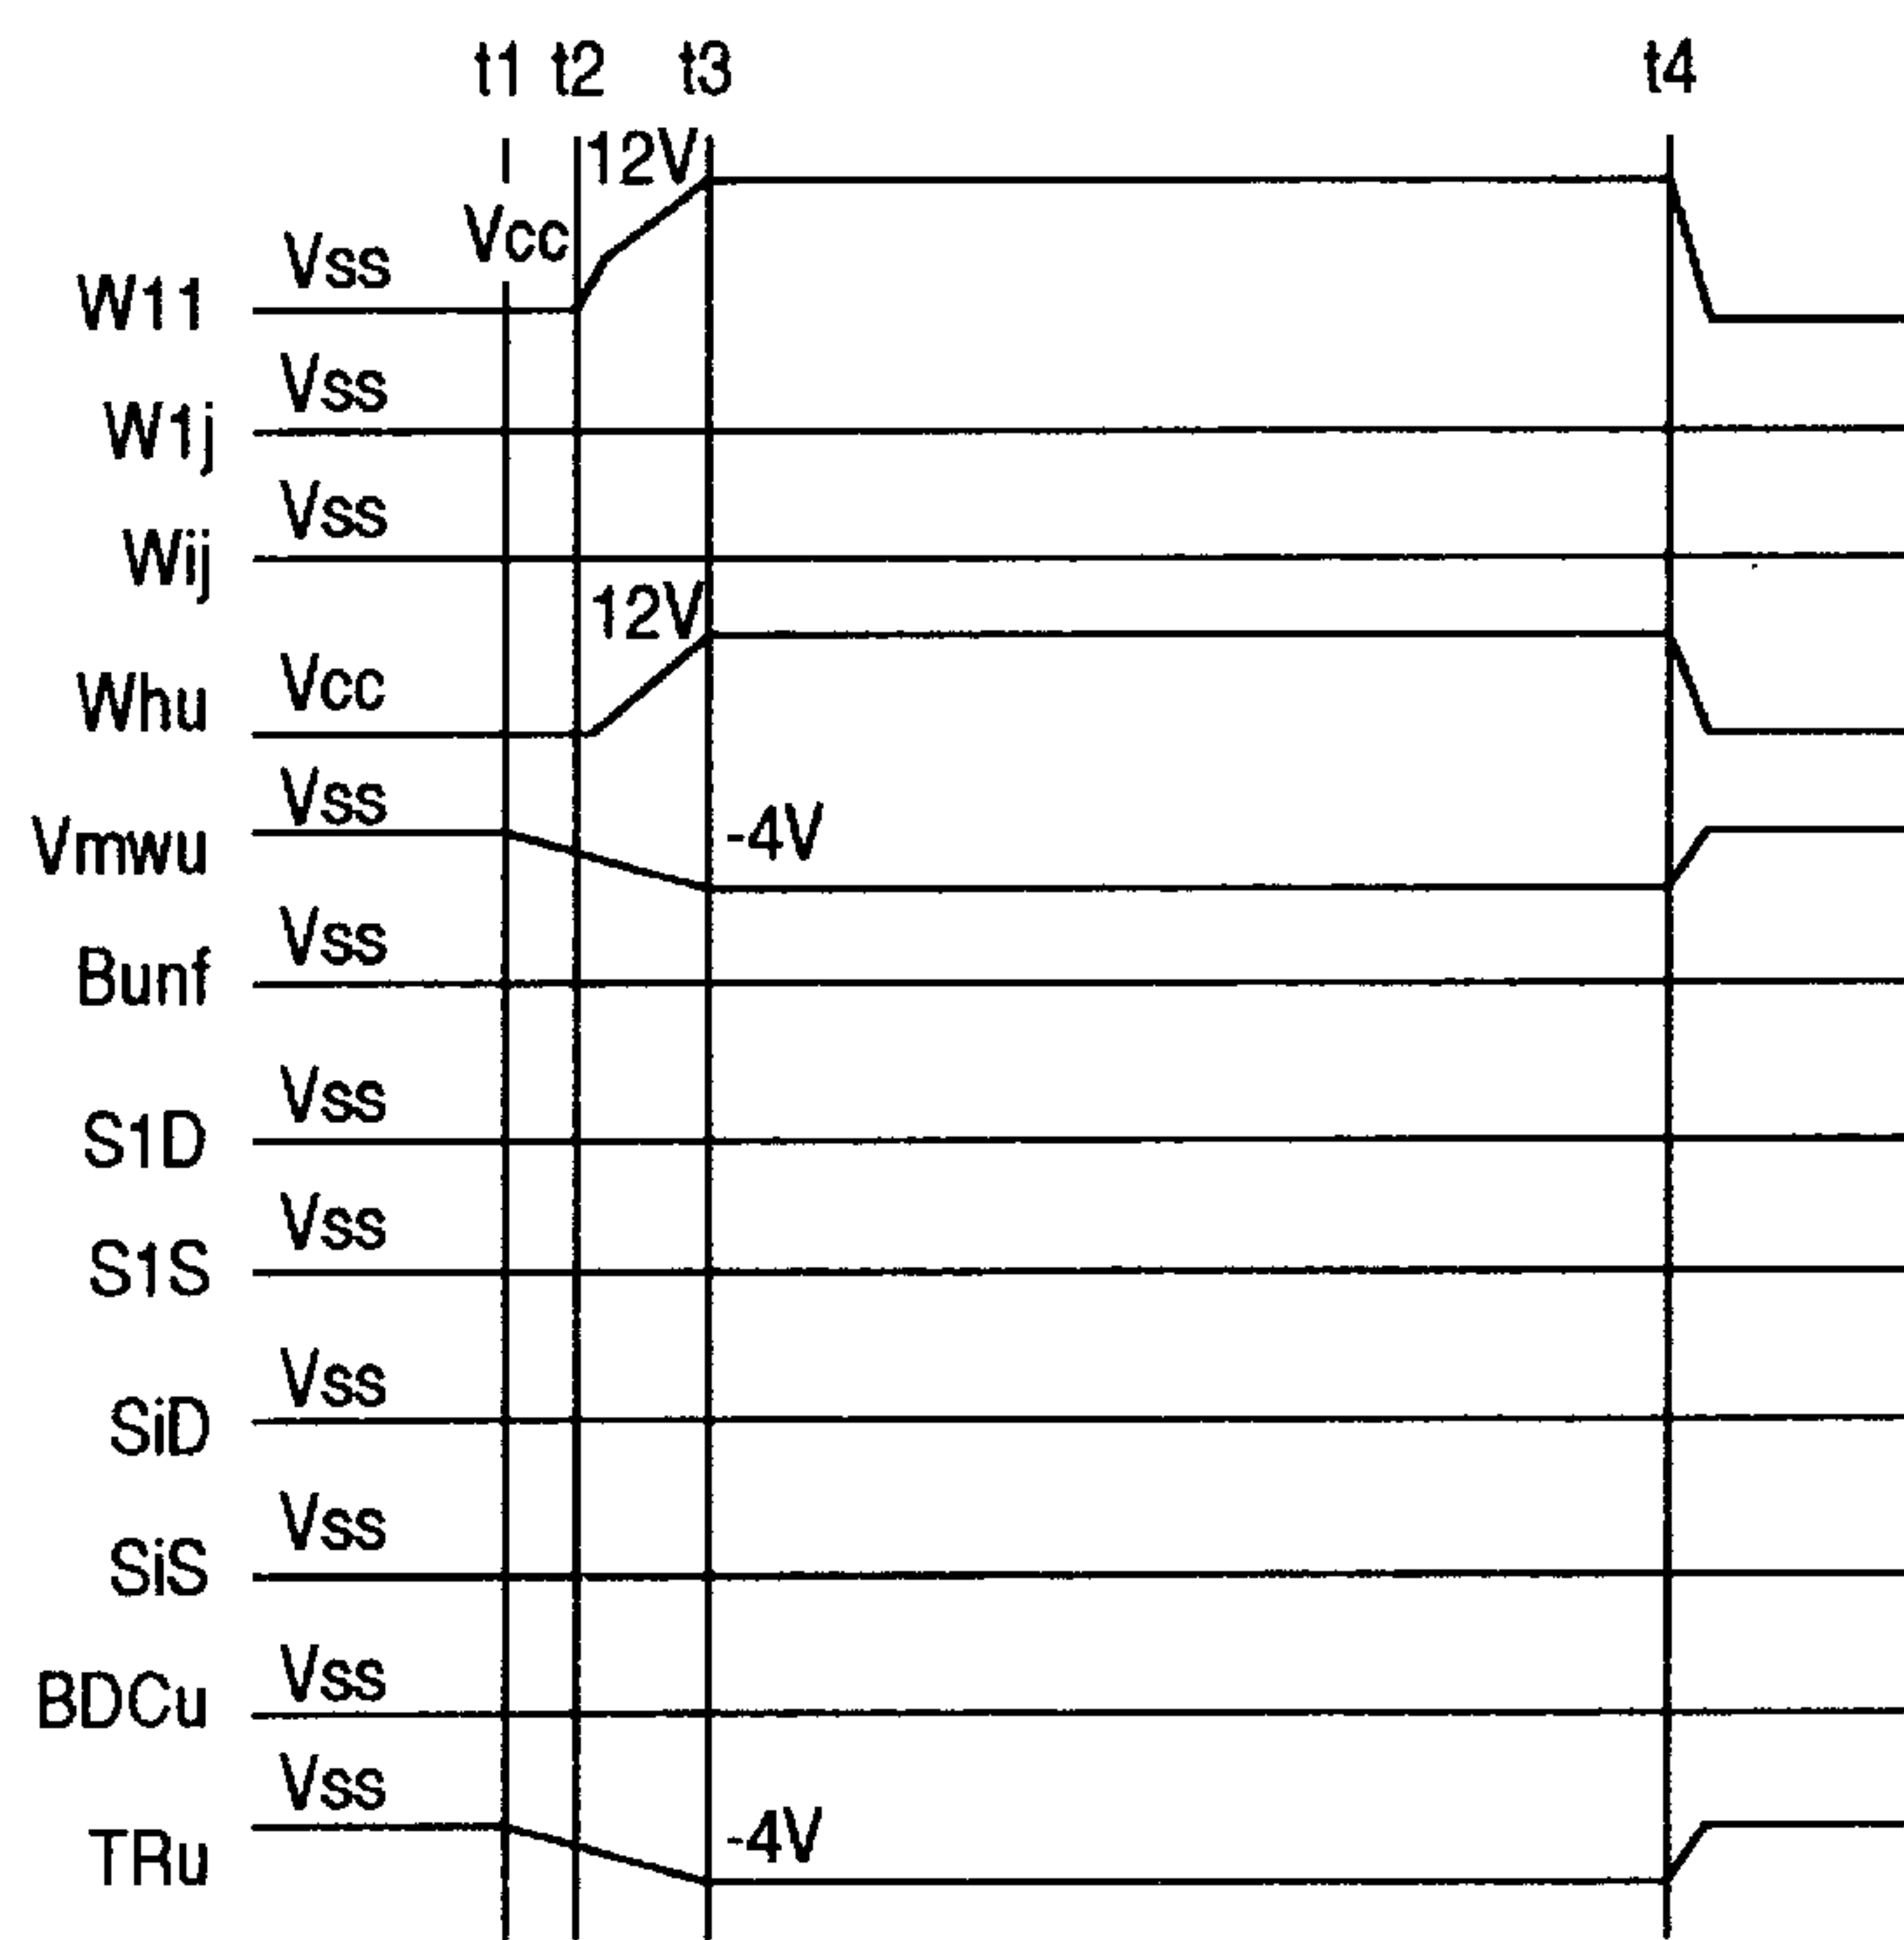 t1 t2 t3 t4
12V
Vcc
W11 Vss
W1j Vss
Wij Vss
12V
Whu Vcc
Vmwu Vss -4V
Bunf Vss
S1D Vss
S1S Vss
SiD Vss
SiS Vss
BDCu Vss
TRu Vss -4V